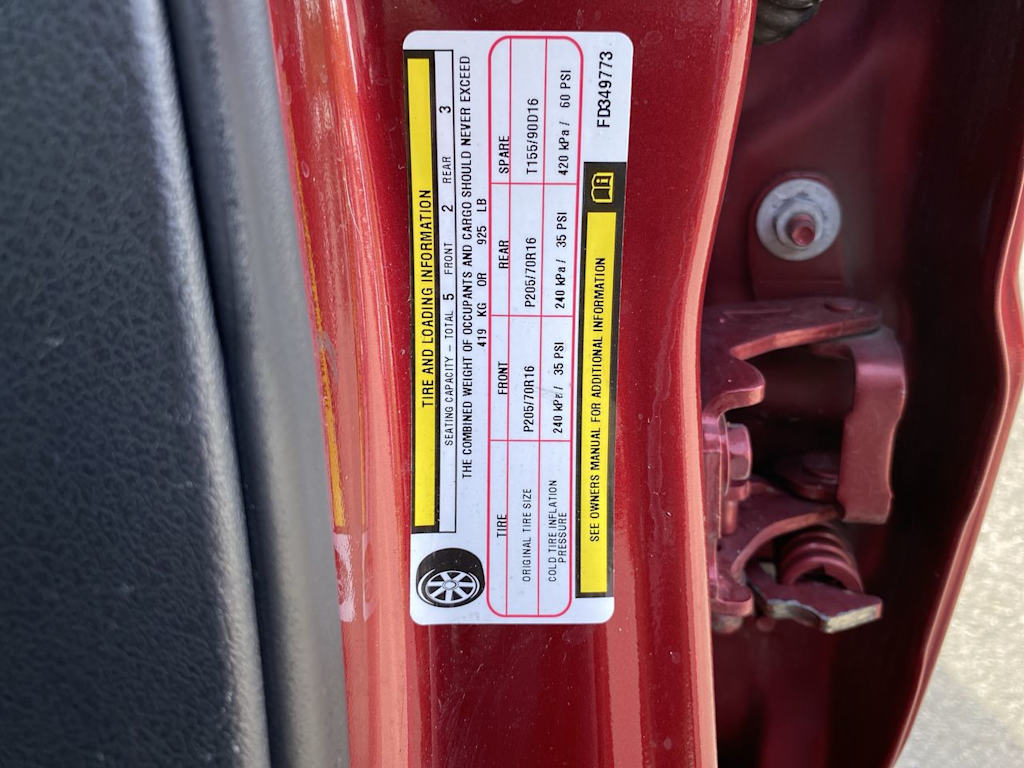 TIRE AND LOADING INFORMATION
SEATING CAPACITY - TOTAL 5 FRONT 2 REAR 3
THE COMBINED WEIGHT OF OCCUPANTS AND CARGO SHOULD NEVER EXCEED
419 KG OR 925 LB
TIRE FRONT REAR SPARE
ORIGINAL TIRE SIZE P205/70R16 P205/70R16 T155/90D16
COLD TIRE INFLATION PRESSURE 240 kPa / 35 PSI 240 kPa / 35 PSI 420 kPa / 60 PSI
SEE OWNERS MANUAL FOR ADDITIONAL INFORMATION
FD349773